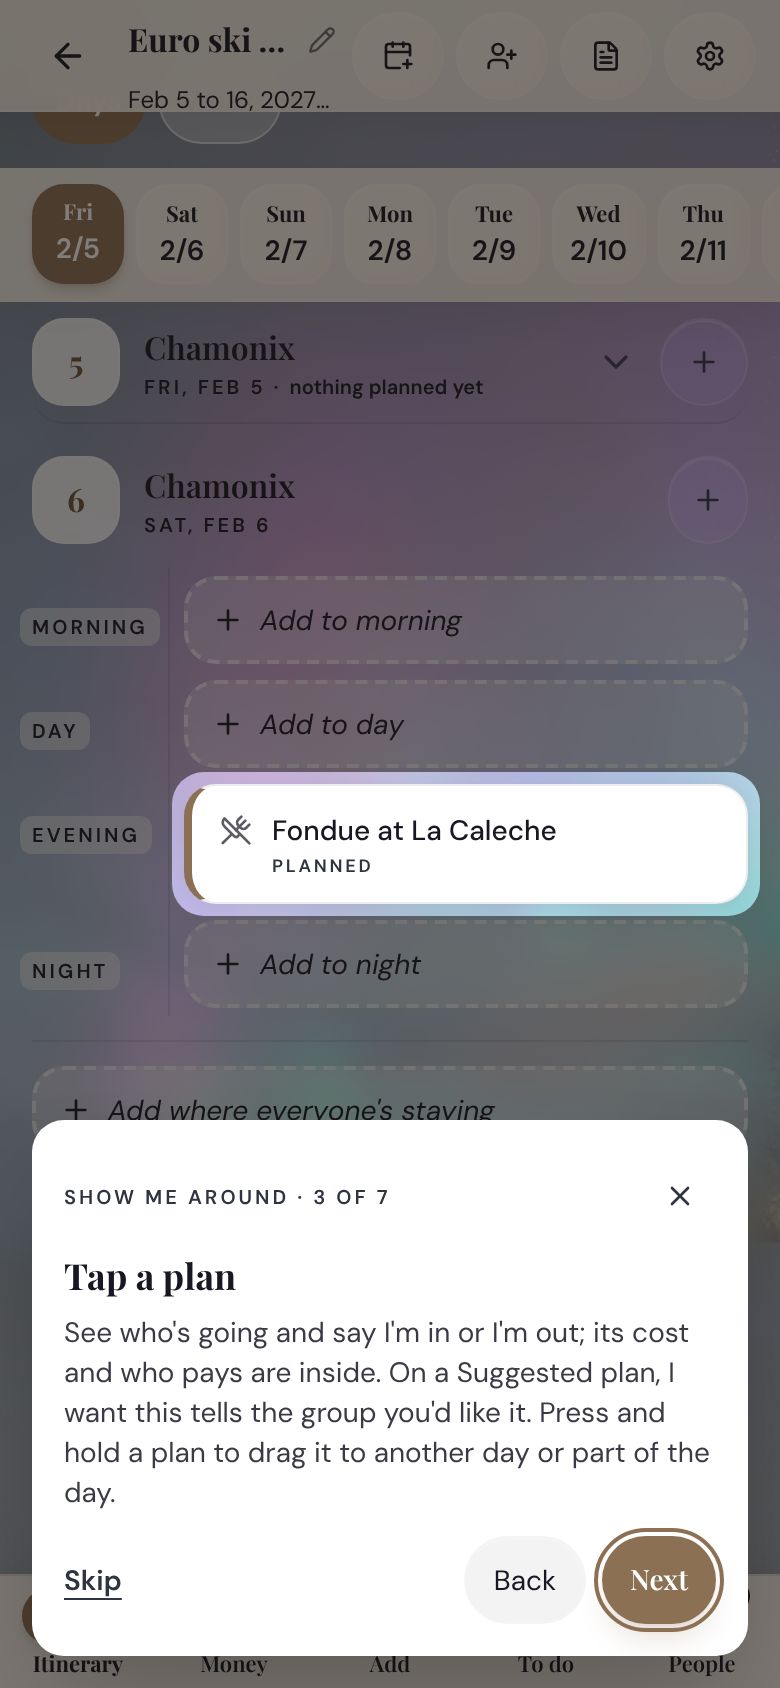 Euro ski ...
Feb 5 to 16, 2027...
Fri
2/5
Sat
2/6
Sun
2/7
Mon
2/8
Tue
2/9
Wed
2/10
Thu
2/11
5
Chamonix
FRI, FEB 5 · nothing planned yet
6
Chamonix
SAT, FEB 6
MORNING
Add to morning
DAY
Add to day
EVENING
Fondue at La Caleche
PLANNED
NIGHT
Add to night
Add where everyone's staying
SHOW ME AROUND · 3 OF 7
Tap a plan
See who's going and say I'm in or I'm out; its cost
and who pays are inside. On a Suggested plan, I
want this tells the group you'd like it. Press and
hold a plan to drag it to another day or part of the
day.
Skip
Back
Next
Itinerary
Money
Add
To do
People